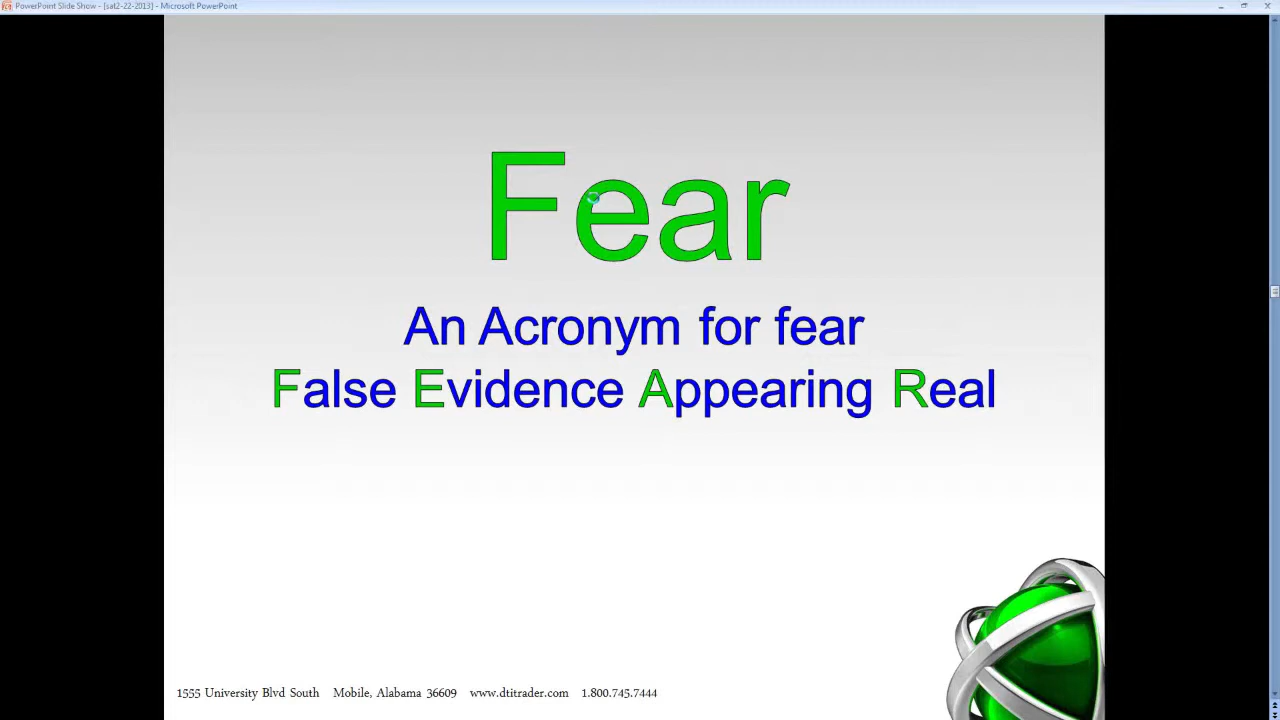 PowerPoint Slide Show - [sat2-22-2013] - Microsoft PowerPoint
Fear
An Acronym for fear
False Evidence Appearing Real
1555 University Blvd South Mobile, Alabama 36609 www.dtitrader.com 1.800.745.7444